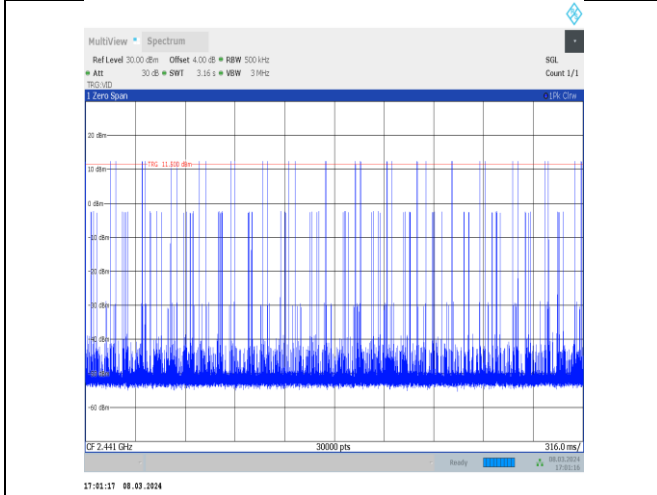 MultiView Spectrum
Ref Level 30.00 dBm Offset 4.00 dB RBW 500 kHz SGL
Att 30 dB SWT 3.16 s VBW 3 MHz Count 1/1
TRG:VID
1 Zero Span 1Pk Clrw
20 dBm
TRG 11.800 dBm
10 dBm
0 dBm
-10 dBm
-20 dBm
-30 dBm
-40 dBm
-50 dBm
-60 dBm
CF 2.441 GHz 30000 pts 316.0 ms/
Ready 08.03.2024
17:01:16
17:01:17 08.03.2024